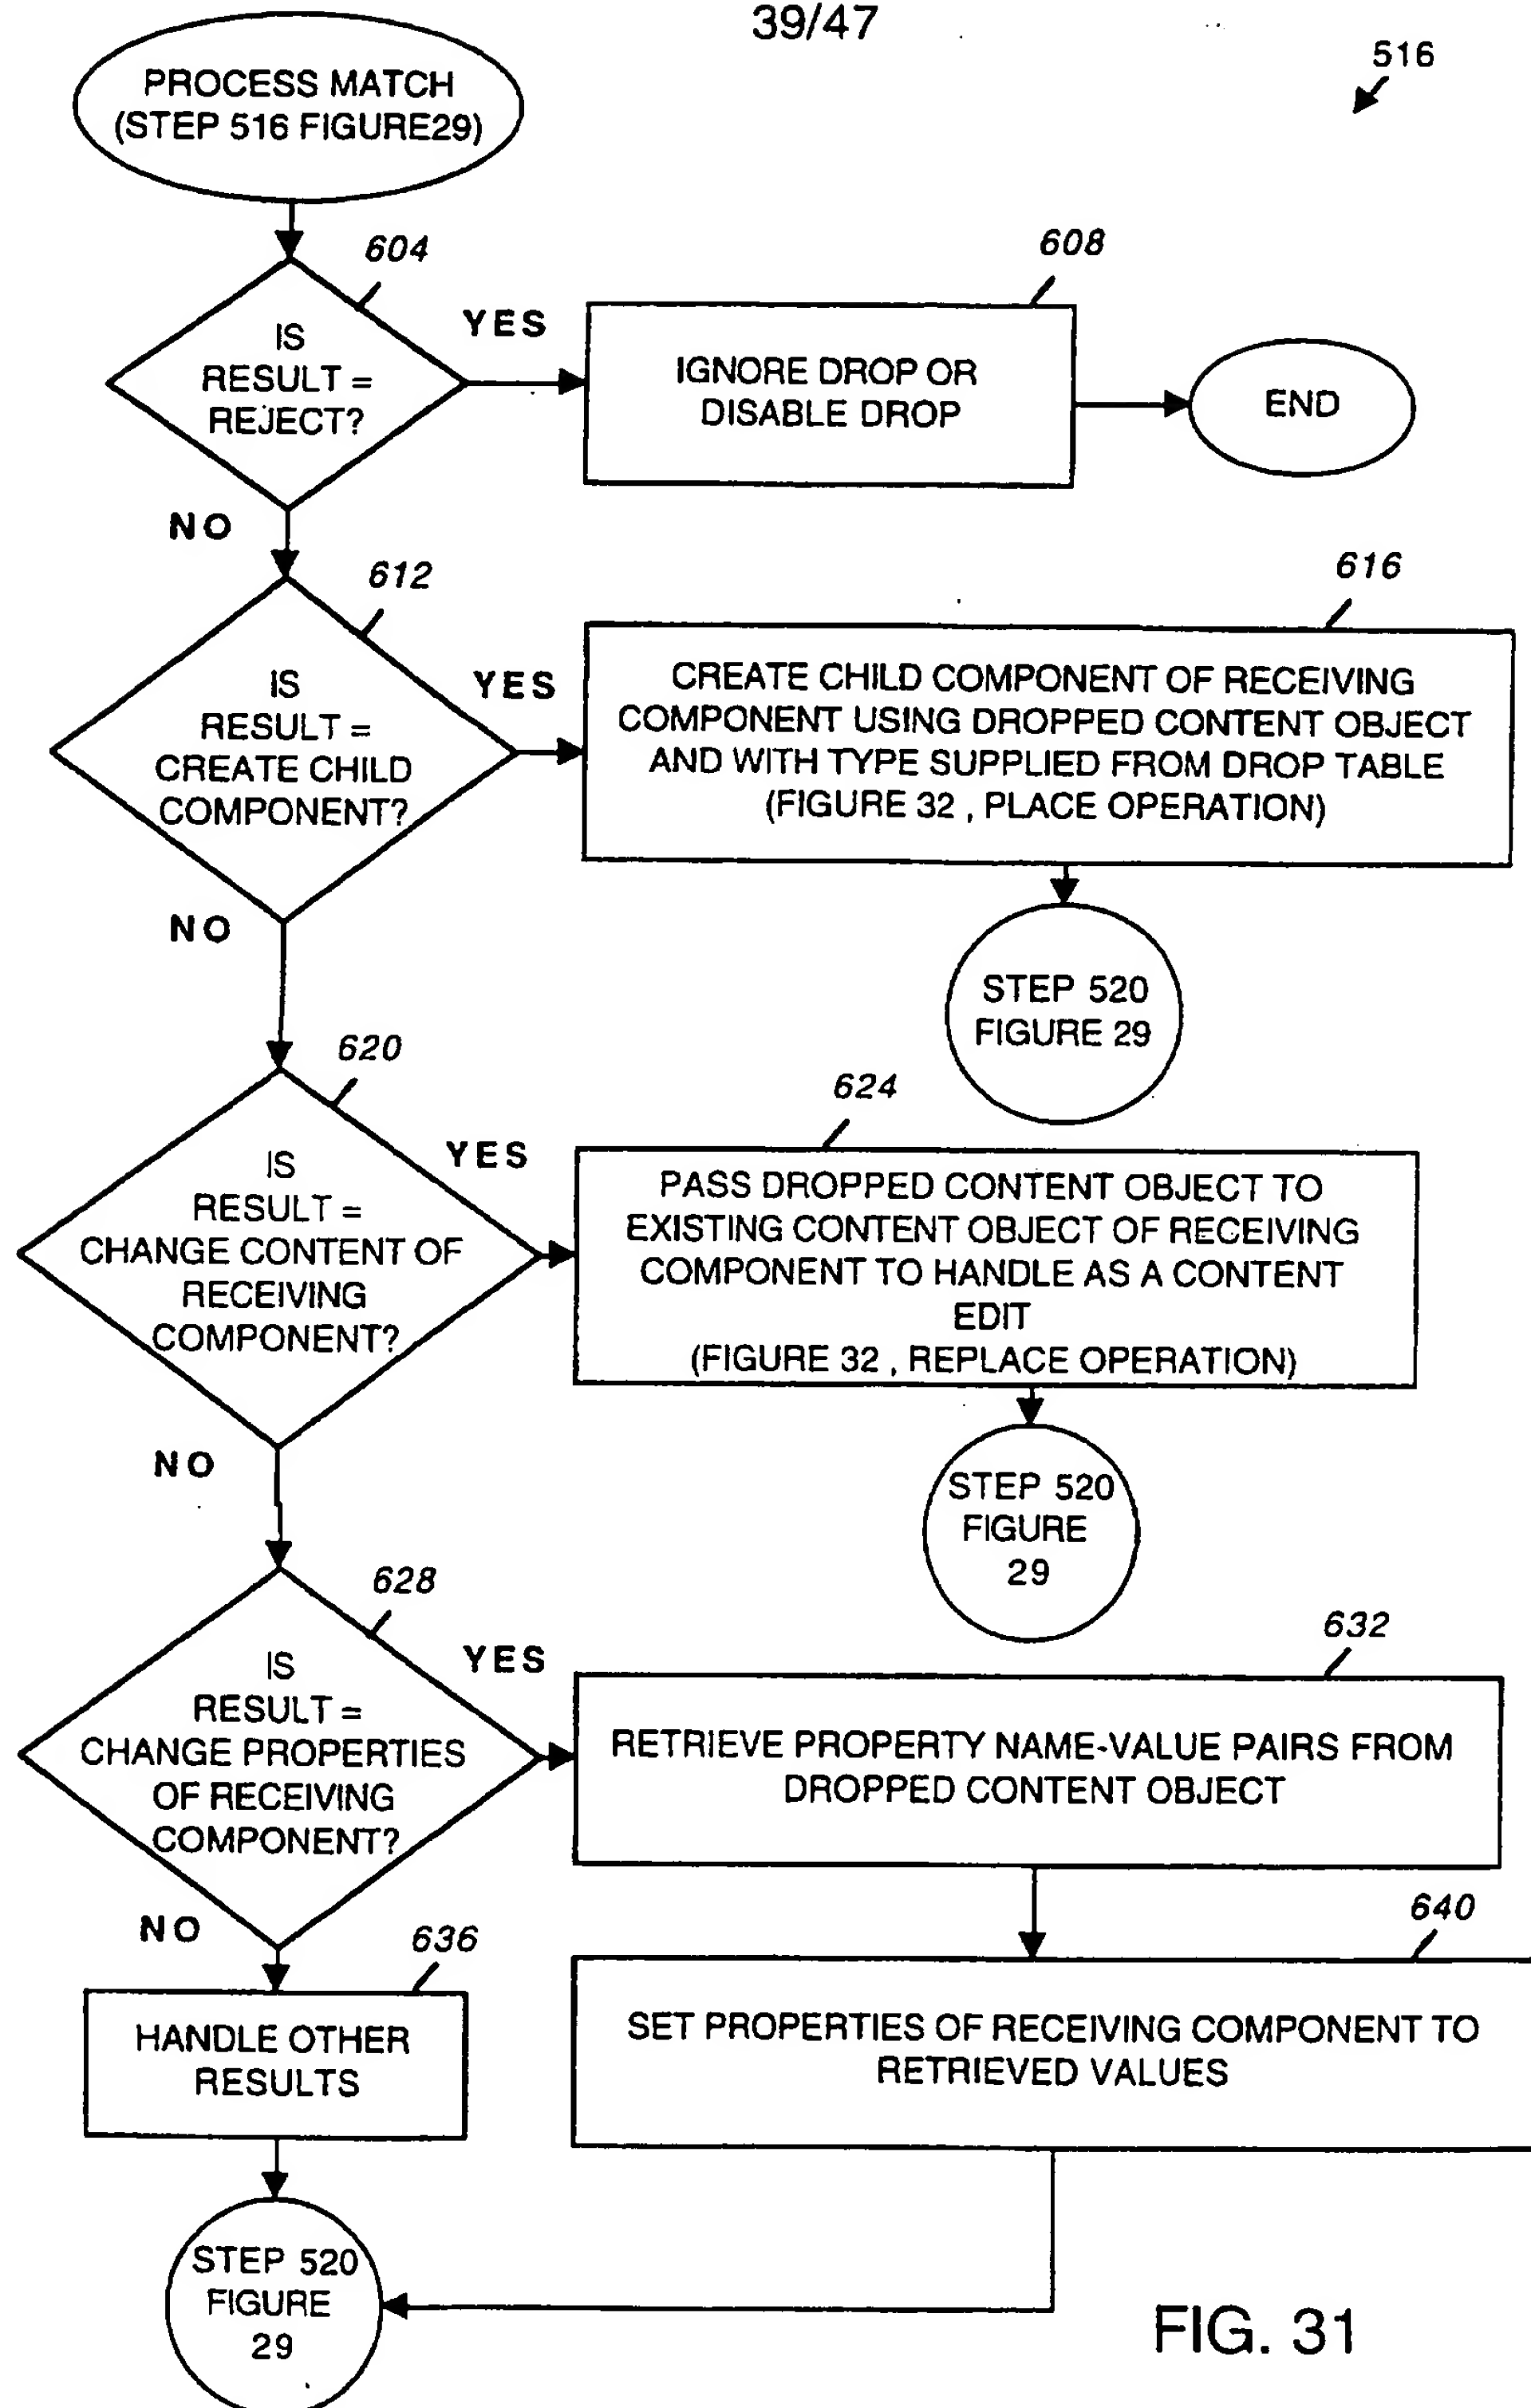 39/47
516
PROCESS MATCH
(STEP 516 FIGURE29)
604
IS
RESULT =
REJECT?
YES
608
IGNORE DROP OR
DISABLE DROP
END
NO
612
IS
RESULT =
CREATE CHILD
COMPONENT?
YES
616
CREATE CHILD COMPONENT OF RECEIVING
COMPONENT USING DROPPED CONTENT OBJECT
AND WITH TYPE SUPPLIED FROM DROP TABLE
(FIGURE 32 , PLACE OPERATION)
STEP 520
FIGURE 29
NO
620
IS
RESULT =
CHANGE CONTENT OF
RECEIVING
COMPONENT?
YES
624
PASS DROPPED CONTENT OBJECT TO
EXISTING CONTENT OBJECT OF RECEIVING
COMPONENT TO HANDLE AS A CONTENT
EDIT
(FIGURE 32 , REPLACE OPERATION)
STEP 520
FIGURE
29
NO
628
IS
RESULT =
CHANGE PROPERTIES
OF RECEIVING
COMPONENT?
YES
632
RETRIEVE PROPERTY NAME-VALUE PAIRS FROM
DROPPED CONTENT OBJECT
640
SET PROPERTIES OF RECEIVING COMPONENT TO
RETRIEVED VALUES
NO
636
HANDLE OTHER
RESULTS
STEP 520
FIGURE
29
FIG. 31